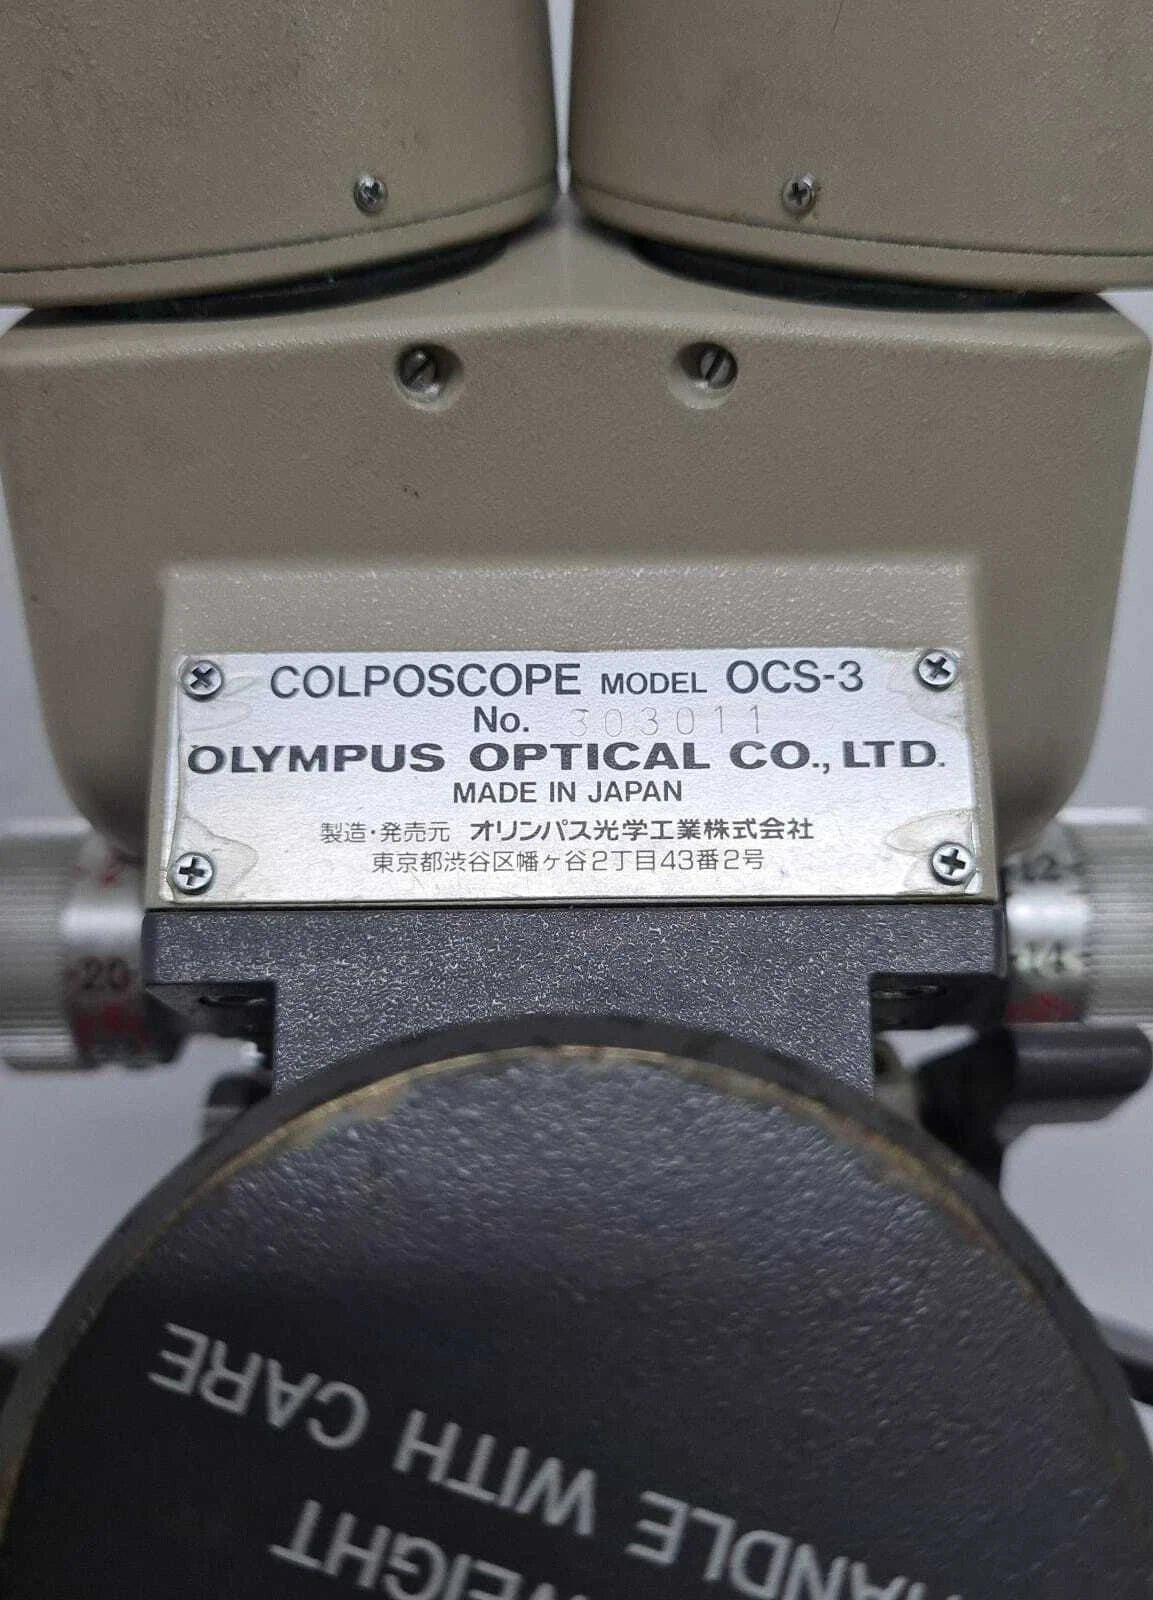 COLPOSCOPE MODEL OCS-3
No. 303011
OLYMPUS OPTICAL CO., LTD.
MADE IN JAPAN
製造・発売元 オリンパス光学工業株式会社
東京都渋谷区幡ヶ谷2丁目43番2号
20
HANDLE WITH CARE